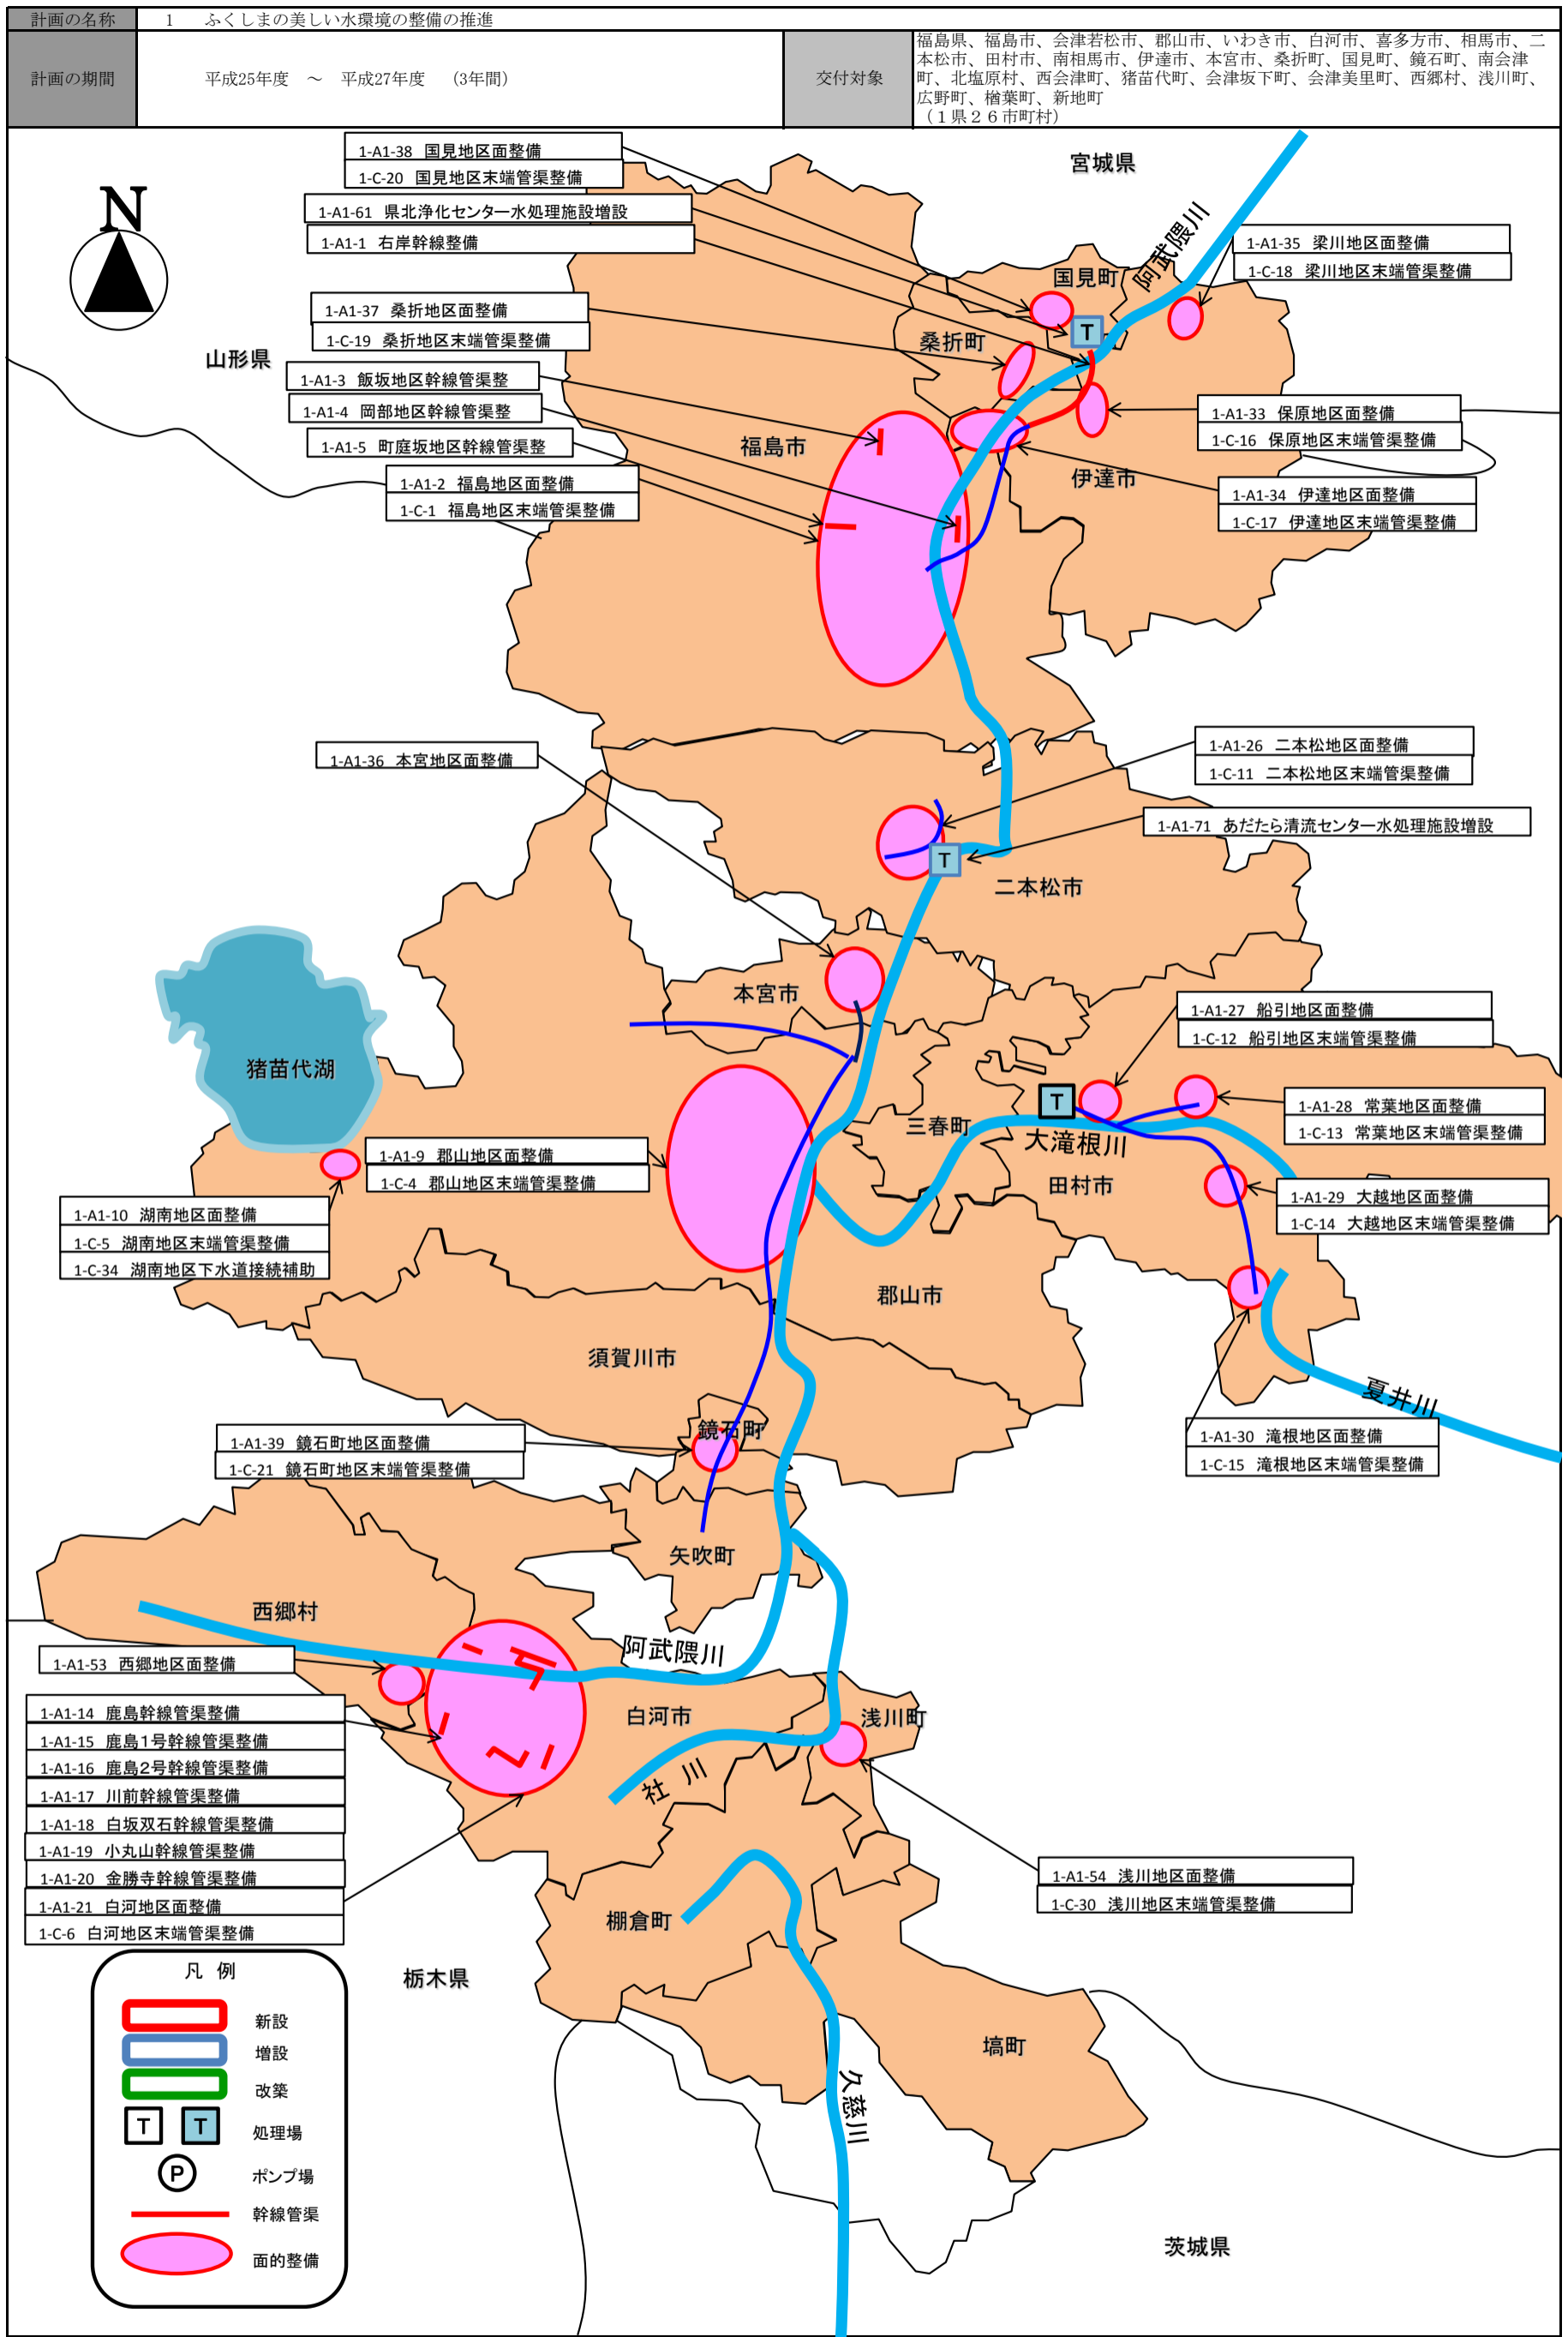 計画の名称
1 ふくしまの美しい水環境の整備の推進
計画の期間
平成25年度 ～ 平成27年度 （3年間）
交付対象
福島県、福島市、会津若松市、郡山市、いわき市、白河市、喜多方市、相馬市、二
本松市、田村市、南相馬市、伊達市、本宮市、桑折町、国見町、鏡石町、南会津
町、北塩原村、西会津町、猪苗代町、会津坂下町、会津美里町、西郷村、浅川町、
広野町、楢葉町、新地町
（１県２６市町村）
N
1-A1-38 国見地区面整備
1-C-20 国見地区末端管渠整備
1-A1-61 県北浄化センター水処理施設増設
1-A1-1 右岸幹線整備
宮城県
阿武隈川
1-A1-35 梁川地区面整備
1-C-18 梁川地区末端管渠整備
国見町
T
1-A1-37 桑折地区面整備
1-C-19 桑折地区末端管渠整備
桑折町
山形県
1-A1-3 飯坂地区幹線管渠整
1-A1-4 岡部地区幹線管渠整
1-A1-5 町庭坂地区幹線管渠整
1-A1-33 保原地区面整備
1-C-16 保原地区末端管渠整備
福島市
伊達市
1-A1-2 福島地区面整備
1-C-1 福島地区末端管渠整備
1-A1-34 伊達地区面整備
1-C-17 伊達地区末端管渠整備
1-A1-36 本宮地区面整備
1-A1-26 二本松地区面整備
1-C-11 二本松地区末端管渠整備
1-A1-71 あだたら清流センター水処理施設増設
T
二本松市
本宮市
1-A1-27 船引地区面整備
1-C-12 船引地区末端管渠整備
猪苗代湖
T
1-A1-28 常葉地区面整備
1-C-13 常葉地区末端管渠整備
三春町
大滝根川
1-A1-9 郡山地区面整備
1-C-4 郡山地区末端管渠整備
田村市
1-A1-29 大越地区面整備
1-C-14 大越地区末端管渠整備
1-A1-10 湖南地区面整備
1-C-5 湖南地区末端管渠整備
1-C-34 湖南地区下水道接続補助
郡山市
須賀川市
夏井川
鏡石町
1-A1-39 鏡石町地区面整備
1-C-21 鏡石町地区末端管渠整備
1-A1-30 滝根地区面整備
1-C-15 滝根地区末端管渠整備
矢吹町
西郷村
阿武隈川
1-A1-53 西郷地区面整備
白河市
浅川町
社川
1-A1-14 鹿島幹線管渠整備
1-A1-15 鹿島１号幹線管渠整備
1-A1-16 鹿島２号幹線管渠整備
1-A1-17 川前幹線管渠整備
1-A1-18 白坂双石幹線管渠整備
1-A1-19 小丸山幹線管渠整備
1-A1-20 金勝寺幹線管渠整備
1-A1-21 白河地区面整備
1-C-6 白河地区末端管渠整備
1-A1-54 浅川地区面整備
1-C-30 浅川地区末端管渠整備
棚倉町
栃木県
塙町
久慈川
茨城県
凡 例
新設
増設
改築
T T 処理場
P ポンプ場
幹線管渠
面的整備